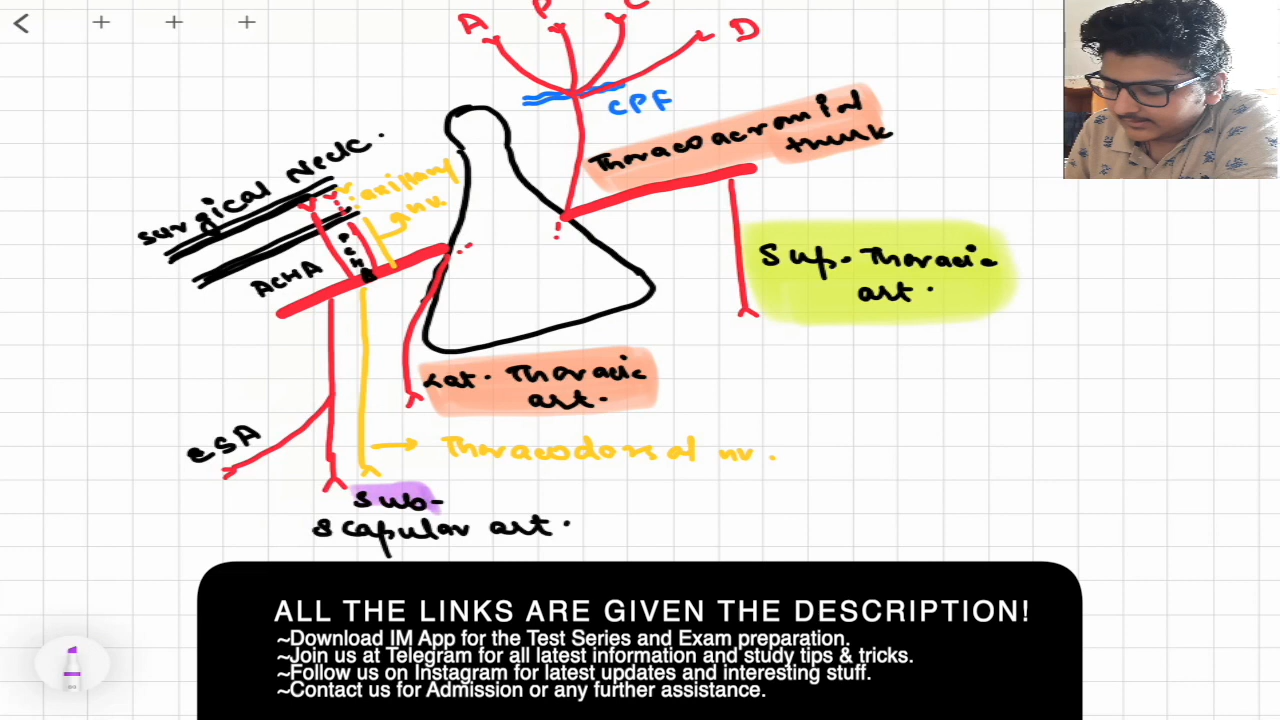 A P C D
CPF
Thoracoacromial
trunk
Surgical Neck.
axillary
nv.
ACHA
PCHA
Sup. Thoracic
art.
Lat. Thoracic
art.
CSA
Thoracodorsal nv.
Sub-
scapular art.
ALL THE LINKS ARE GIVEN THE DESCRIPTION!
~Download IM App for the Test Series and Exam preparation.
~Join us at Telegram for all latest information and study tips & tricks.
~Follow us on Instagram for latest updates and interesting stuff.
~Contact us for Admission or any further assistance.